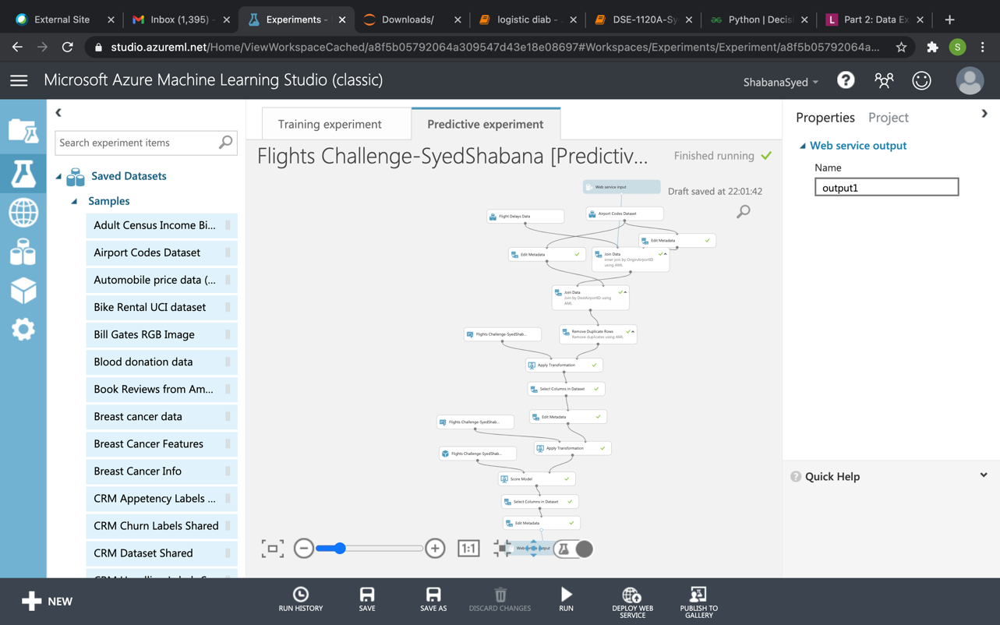 External Site
Inbox (1,395) -
Experiments -
Downloads/
logistic diab -
DSE-1120A-Sy
Python | Decisi
Part 2: Data Ex
studio.azureml.net/Home/ViewWorkspaceCached/a8f5b05792064a309547d43e18e08697#Workspaces/Experiments/Experiment/a8f5b05792064a...
S
Microsoft Azure Machine Learning Studio (classic)
ShabanaSyed
Search experiment items
Saved Datasets
Samples
Adult Census Income Bi...
Airport Codes Dataset
Automobile price data (...
Bike Rental UCI dataset
Bill Gates RGB Image
Blood donation data
Book Reviews from Am...
Breast cancer data
Breast Cancer Features
Breast Cancer Info
CRM Appetency Labels ...
CRM Churn Labels Shared
CRM Dataset Shared
Training experiment
Predictive experiment
Flights Challenge-SyedShabana [Predictiv...
Finished running
Draft saved at 22:01:42
Web service input
Flight Delays Data
Airport Codes Dataset
Edit Metadata
Edit Metadata
Join Data
inner join by OriginAirportID
using AML
Join Data
Join by DestAirportID using
AML
Flights Challenge-SyedShab...
Remove Duplicate Rows
Remove duplicates using AML
Apply Transformation
Select Columns in Dataset
Edit Metadata
Flights Challenge-SyedShab...
Apply Transformation
Flights Challenge-SyedShab...
Score Model
Select Columns in Dataset
Edit Metadata
Web service output
1:1
Properties
Project
Web service output
Name
output1
Quick Help
NEW
RUN HISTORY
SAVE
SAVE AS
DISCARD CHANGES
RUN
DEPLOY WEB
SERVICE
PUBLISH TO
GALLERY